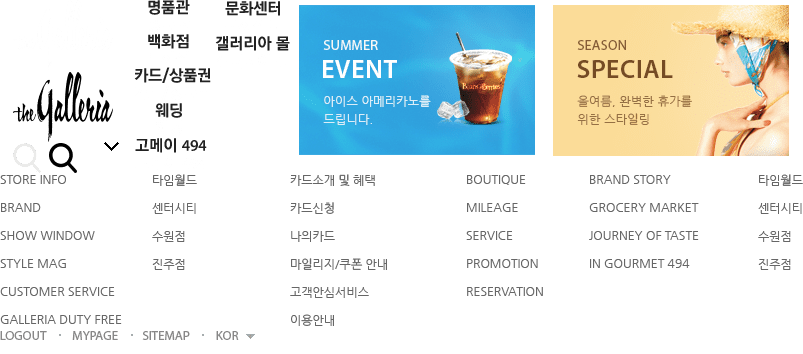 명품관
문화센터
백화점
갤러리아 몰
카드/상품권
웨딩
고메이 494
the Galleria
SUMMER
EVENT
아이스 아메리카노를
드립니다.
SEASON
SPECIAL
올여름, 완벽한 휴가를
위한 스타일링
STORE INFO
BRAND
SHOW WINDOW
STYLE MAG
CUSTOMER SERVICE
GALLERIA DUTY FREE
타임월드
센터시티
수원점
진주점
카드소개 및 혜택
카드신청
나의카드
마일리지/쿠폰 안내
고객안심서비스
이용안내
BOUTIQUE
MILEAGE
SERVICE
PROMOTION
RESERVATION
BRAND STORY
GROCERY MARKET
JOURNEY OF TASTE
IN GOURMET 494
타임월드
센터시티
수원점
진주점
LOGOUT · MYPAGE · SITEMAP · KOR